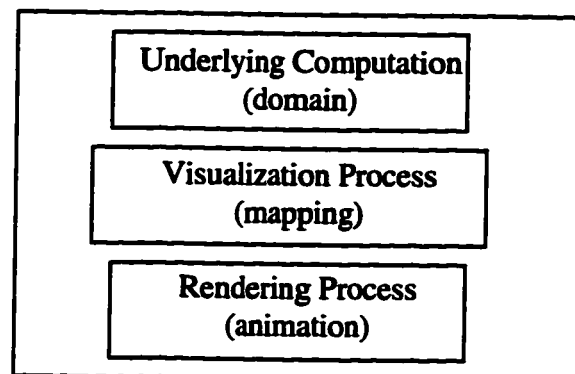 Underlying Computation
(domain)
Visualization Process
(mapping)
Rendering Process
(animation)